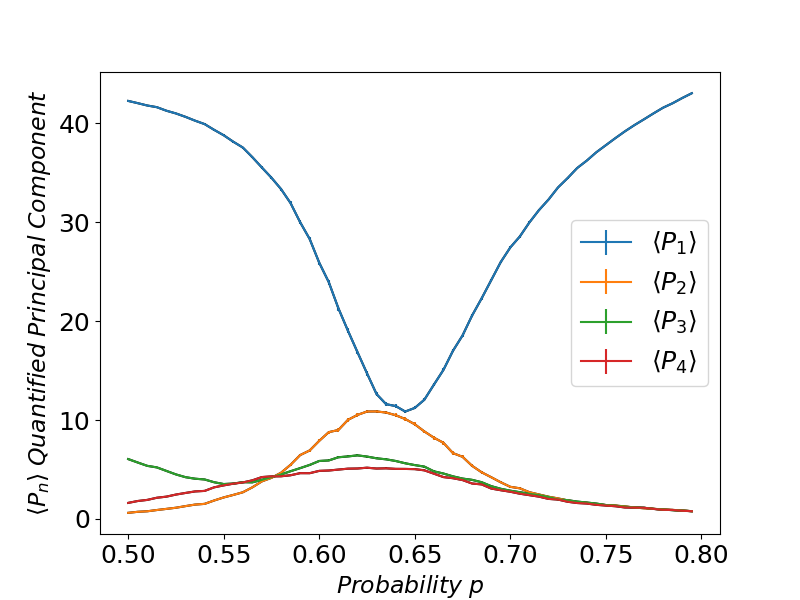 ⟨Pₙ⟩ Quantified Principal Component
40
30
20
10
0
⟨P₁⟩
⟨P₂⟩
⟨P₃⟩
⟨P₄⟩
0.50 0.55 0.60 0.65 0.70 0.75 0.80
Probability p